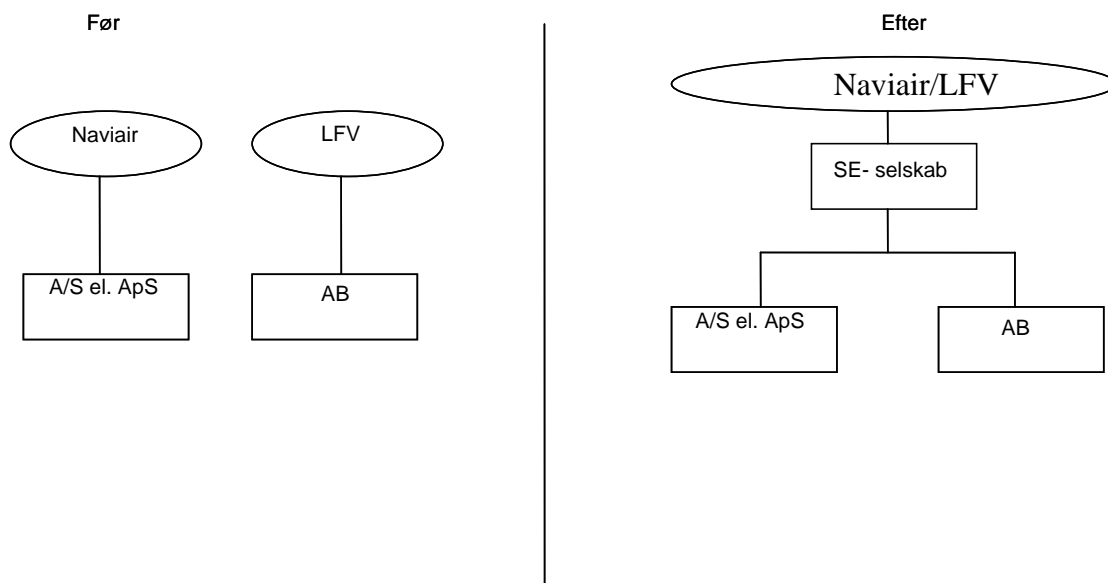 Før
Efter
Naviair
LFV
A/S el. ApS
AB
Naviair/LFV
SE- selskab
A/S el. ApS
AB